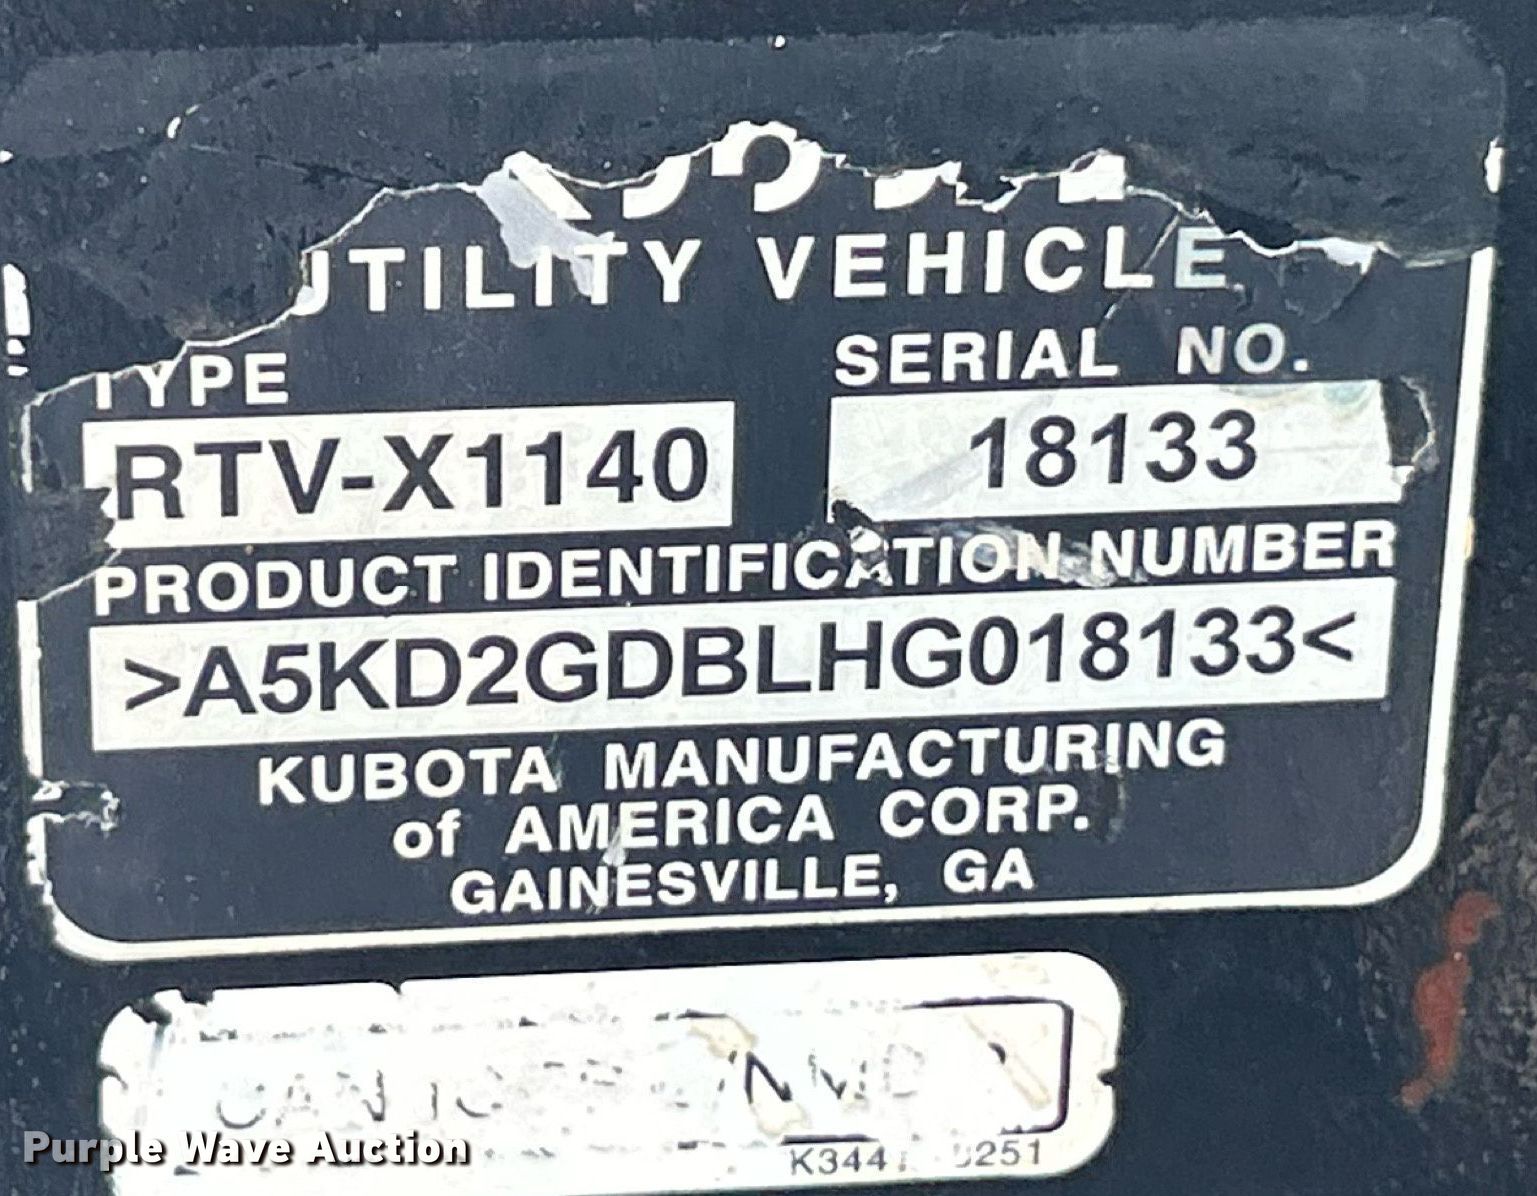 UTILITY VEHICLE
TYPE
SERIAL NO.
RTV-X1140
18133
PRODUCT IDENTIFICATION NUMBER
>A5KD2GDBLHG018133<
KUBOTA MANUFACTURING
of AMERICA CORP.
GAINESVILLE, GA
Purple Wave Auction